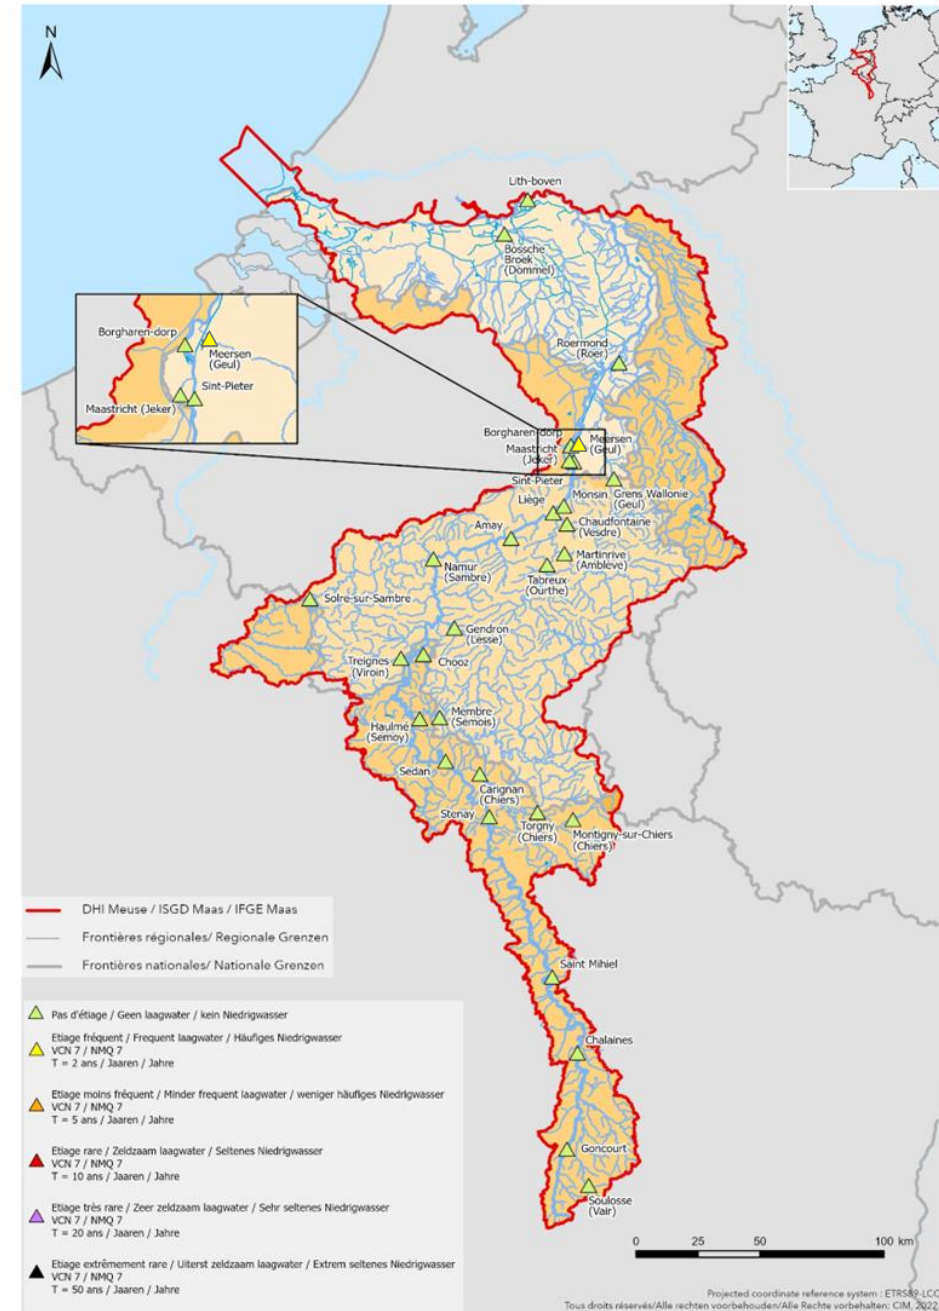 N
Lith-boven
Bossche
Broek
(Dommel)
Roermond
(Roer)
Borgharen-dorp
Meersen
(Geul)
Sint-Pieter
Maastricht (Jeker)
Borgharen-dorp
Meersen
(Geul)
Maastricht
(Jeker)
Sint-Pieter
Grens Wallonie
(Geul)
Monsin
Liège
Chaudfontaine
(Vesdre)
Amay
Martinrive
(Amblève)
Namur
(Sambre)
Tabreux
(Ourthe)
Solre-sur-Sambre
Gendron
(Lesse)
Treignes
(Viroin)
Chooz
Haulmé
(Semoy)
Membre
(Semois)
Sedan
Carignan
(Chiers)
Stenay
Torgny
(Chiers)
Montigny-sur-Chiers
(Chiers)
Saint Mihiel
Chalaines
Goncourt
Soulosse
(Vair)
DHI Meuse / ISGD Maas / IFGE Maas
Frontières régionales/ Regionale Grenzen
Frontières nationales/ Nationale Grenzen
Pas d'étiage / Geen laagwater / kein Niedrigwasser
Etiage fréquent / Frequent laagwater / Häufiges Niedrigwasser
VCN 7 / NMQ 7
T = 2 ans / Jaaren / Jahre
Etiage moins fréquent / Minder frequent laagwater / weniger häufiges Niedrigwasser
VCN 7 / NMQ 7
T = 5 ans / Jaaren / Jahre
Etiage rare / Zeldzaam laagwater / Seltenes Niedrigwasser
VCN 7 / NMQ 7
T = 10 ans / Jaaren / Jahre
Etiage très rare / Zeer zeldzaam laagwater / Sehr seltenes Niedrigwasser
VCN 7 / NMQ 7
T = 20 ans / Jaaren / Jahre
Etiage extrêmement rare / Uiterst zeldzaam laagwater / Extrem seltenes Niedrigwasser
VCN 7 / NMQ 7
T = 50 ans / Jaaren / Jahre
0 25 50 100 km
Projected coordinate reference system : ETRS89-LCC
Tous droits réservés/Alle rechten voorbehouden/Alle Rechte vorbehalten: CIM, 2022